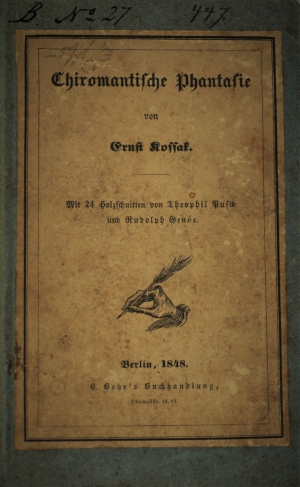 B. No 27 447.
Chiromantische Phantasie
von
Ernst Kossak.
Mit 24 Holzschnitten von Theophil Pusch
und Rudolph Genée.
Berlin, 1848.
B. Behr's Buchhandlung,